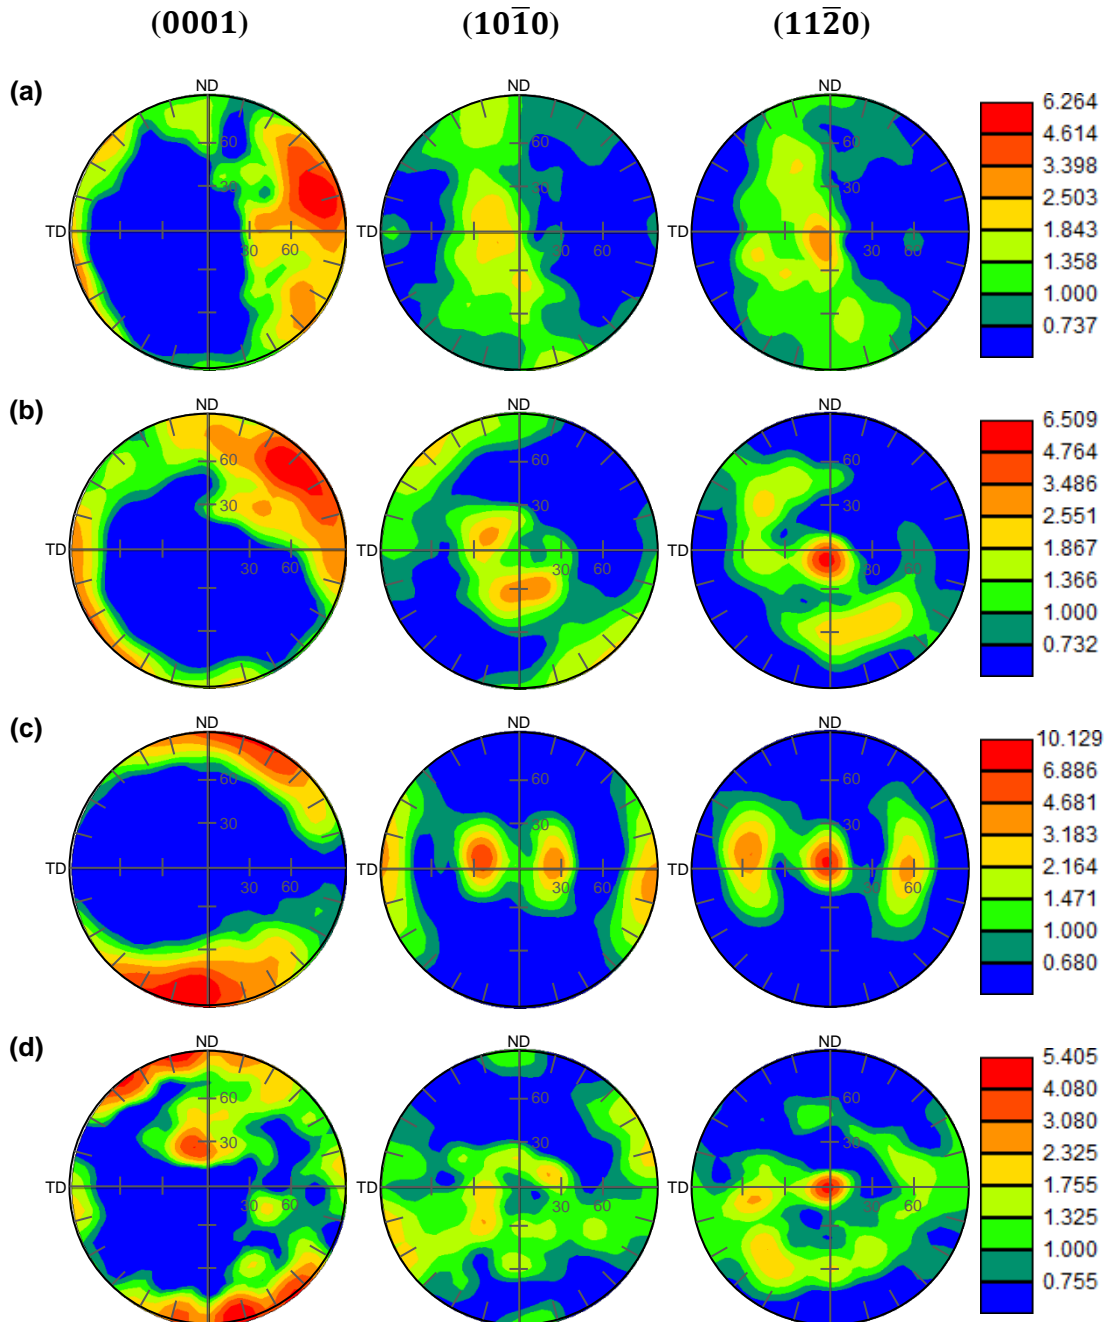 (0001) (101̅0) (112̅0)
(a)
ND ND ND
TD TD TD
60 60 60
30 30 30
30 60 30 60 30 60
6.264
4.614
3.398
2.503
1.843
1.358
1.000
0.737
(b)
ND ND ND
TD TD TD
60 60 60
30 30 30
30 60 30 60 30 60
6.509
4.764
3.486
2.551
1.867
1.366
1.000
0.732
(c)
ND ND ND
TD TD TD
60 60 60
30 30 30
30 60 30 60 30 60
10.129
6.886
4.681
3.183
2.164
1.471
1.000
0.680
(d)
ND ND ND
TD TD TD
60 60 60
30 30 30
30 60 30 60 30 60
5.405
4.080
3.080
2.325
1.755
1.325
1.000
0.755